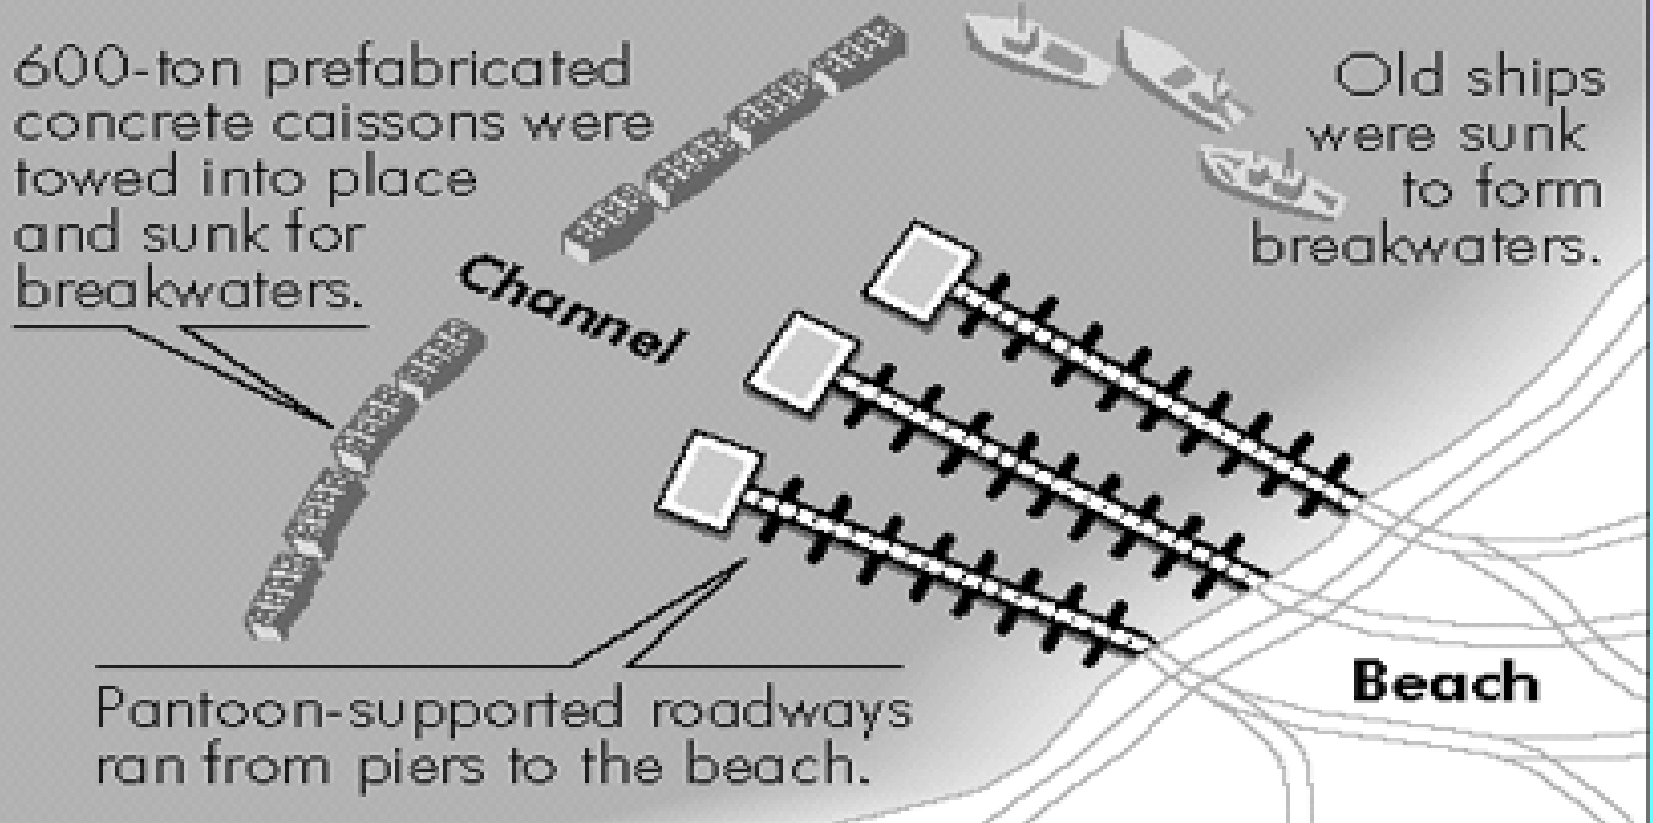 600-ton prefabricated
concrete caissons were
towed into place
and sunk for
breakwaters.
Old ships
were sunk
to form
breakwaters.
Channel
Beach
Pantoon-supported roadways
ran from piers to the beach.